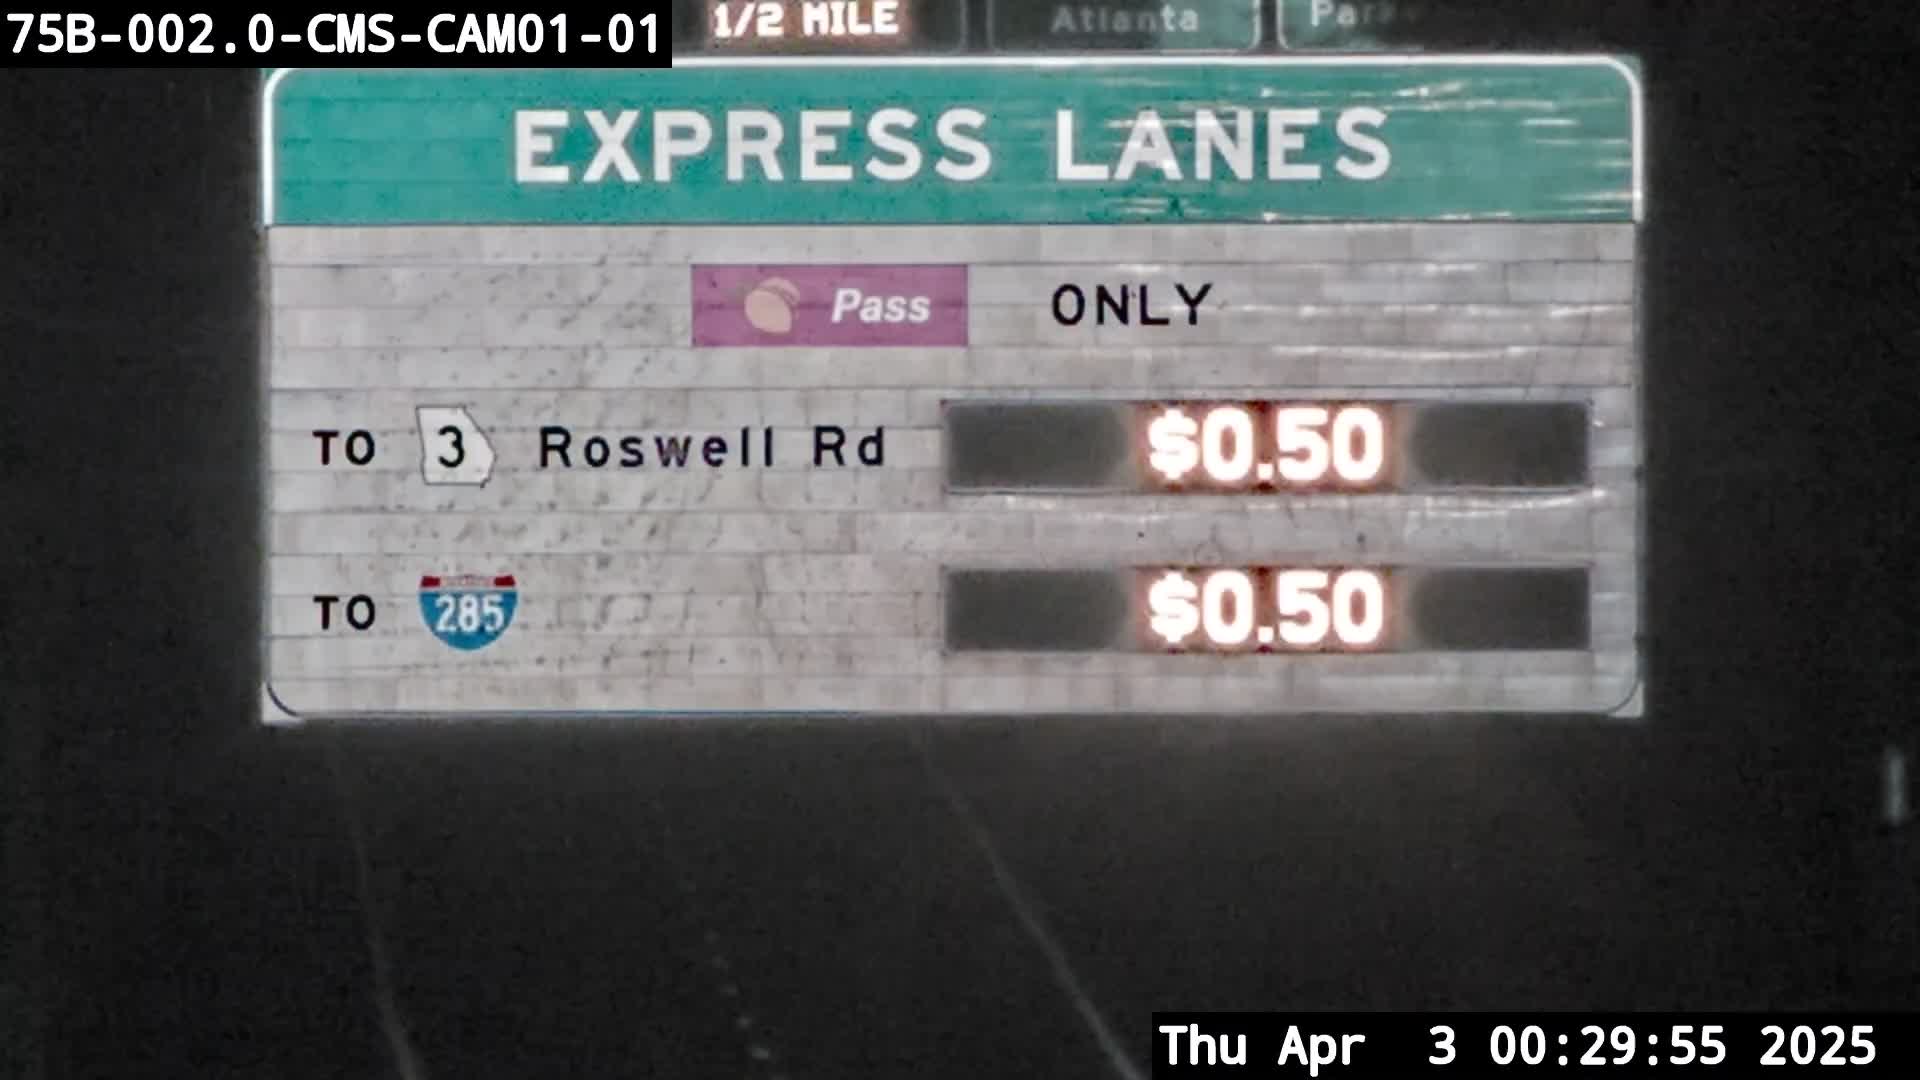 75B-002.0-CMS-CAM01-01
1/2 MILE
Atlanta
EXPRESS LANES
Pass ONLY
TO 3 Roswell Rd $0.50
TO 285 $0.50
Thu Apr 3 00:29:55 2025